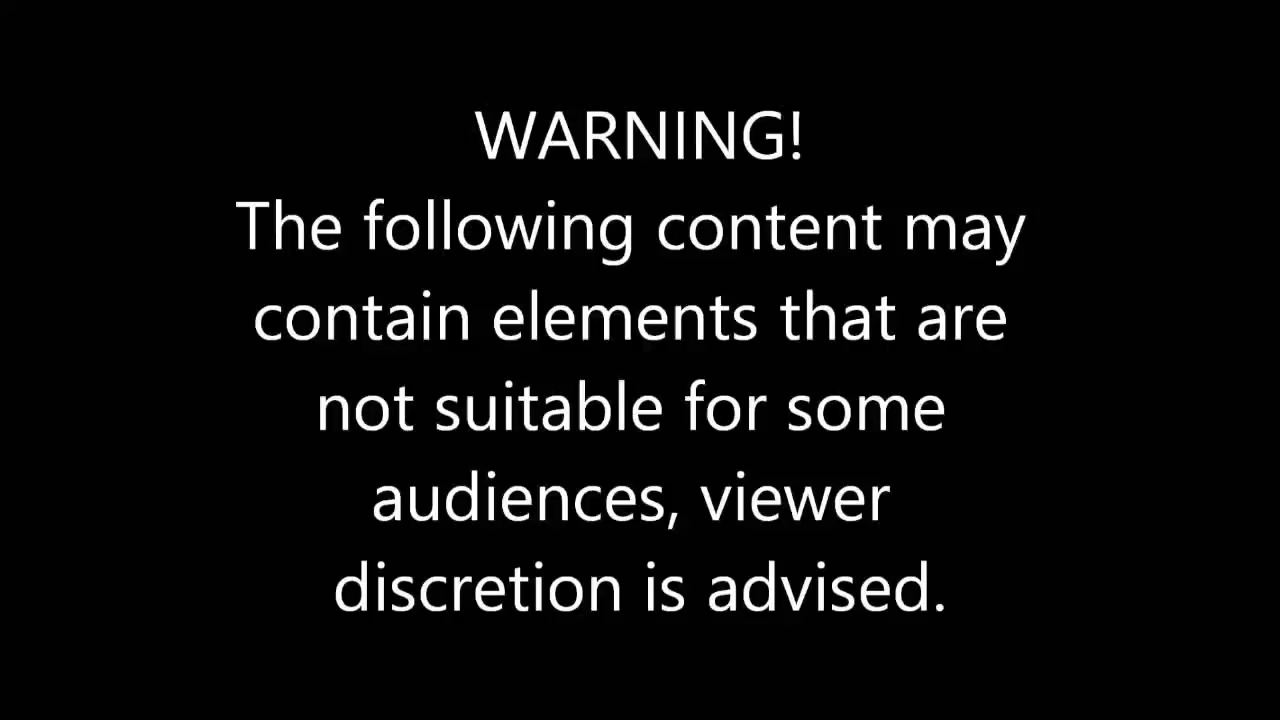 WARNING!
The following content may
contain elements that are
not suitable for some
audiences, viewer
discretion is advised.